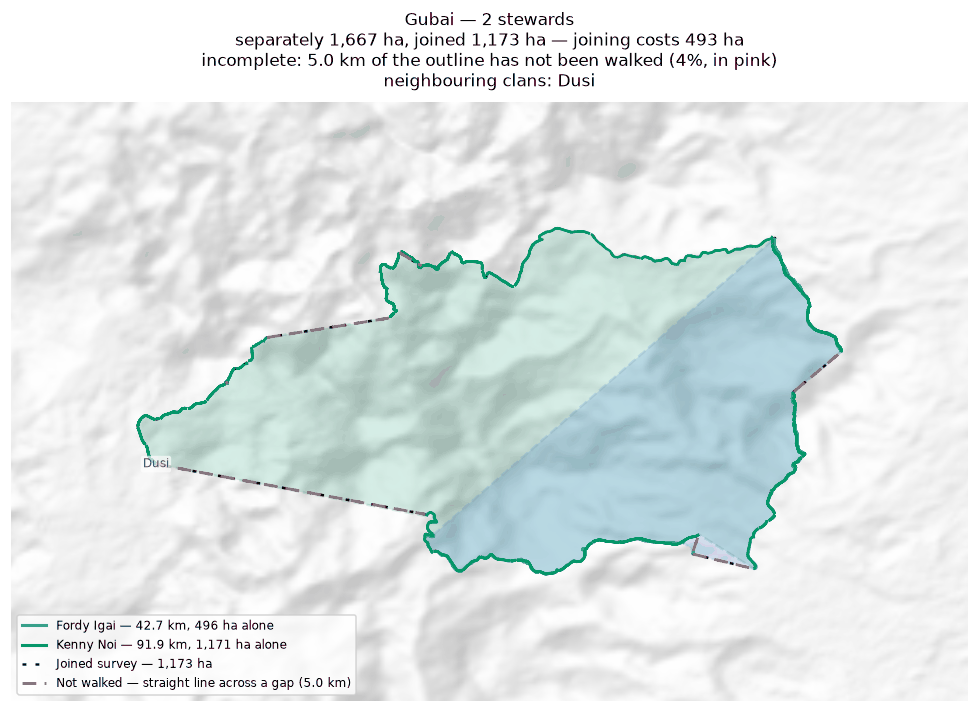 Gubai — 2 stewards
separately 1,667 ha, joined 1,173 ha — joining costs 493 ha
incomplete: 5.0 km of the outline has not been walked (4%, in pink)
neighbouring clans: Dusi
Dusi
Fordy Igai — 42.7 km, 496 ha alone
Kenny Noi — 91.9 km, 1,171 ha alone
Joined survey — 1,173 ha
Not walked — straight line across a gap (5.0 km)